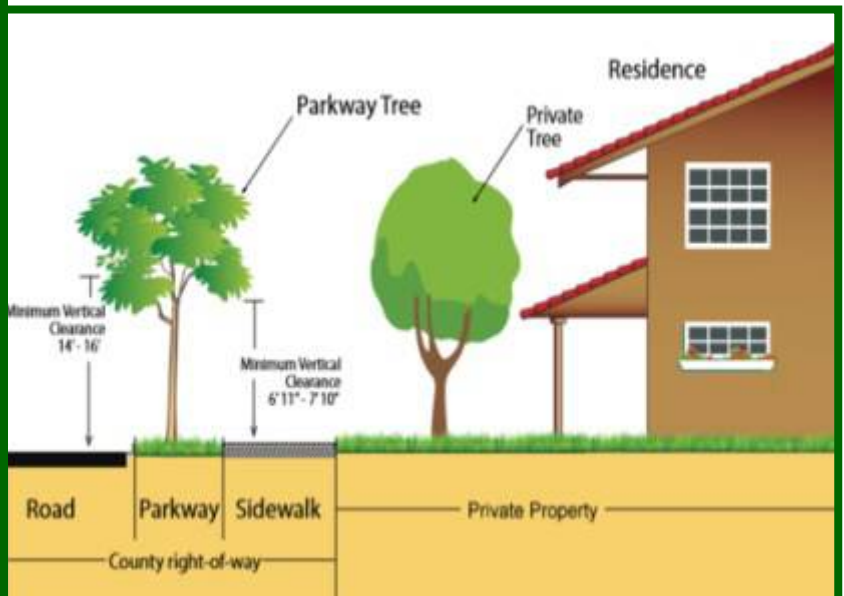 Residence
Parkway Tree
Private
Tree
Minimum Vertical
Clearance
14' - 16'
Minimum Vertical
Clearance
6'11" - 7'10"
Road
Parkway
Sidewalk
Private Property
County right-of-way